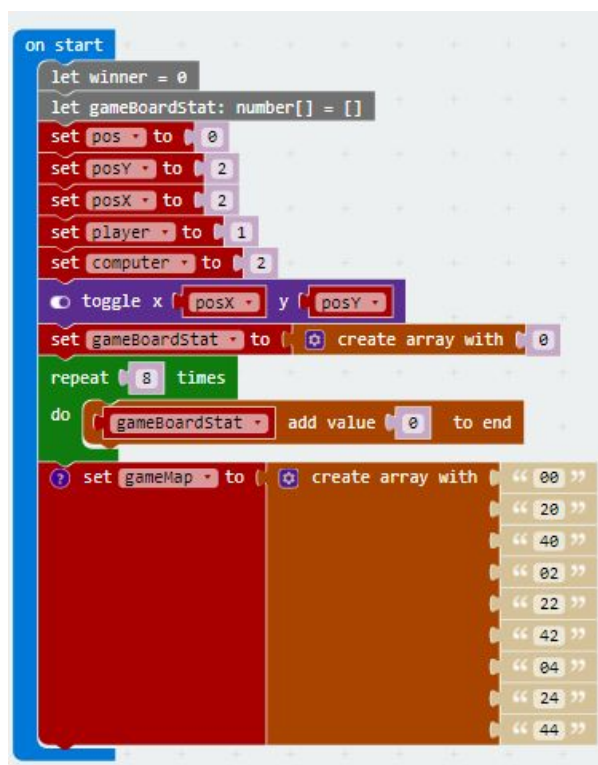 on start
let winner = 0
let gameBoardStat: number[] = []
set pos to 0
set posY to 2
set posX to 2
set player to 1
set computer to 2
toggle x posX y posY
set gameBoardStat to create array with 0
repeat 8 times
do gameBoardStat add value 0 to end
? set gameMap to create array with “ 00 ”
“ 20 ”
“ 40 ”
“ 02 ”
“ 22 ”
“ 42 ”
“ 04 ”
“ 24 ”
“ 44 ”